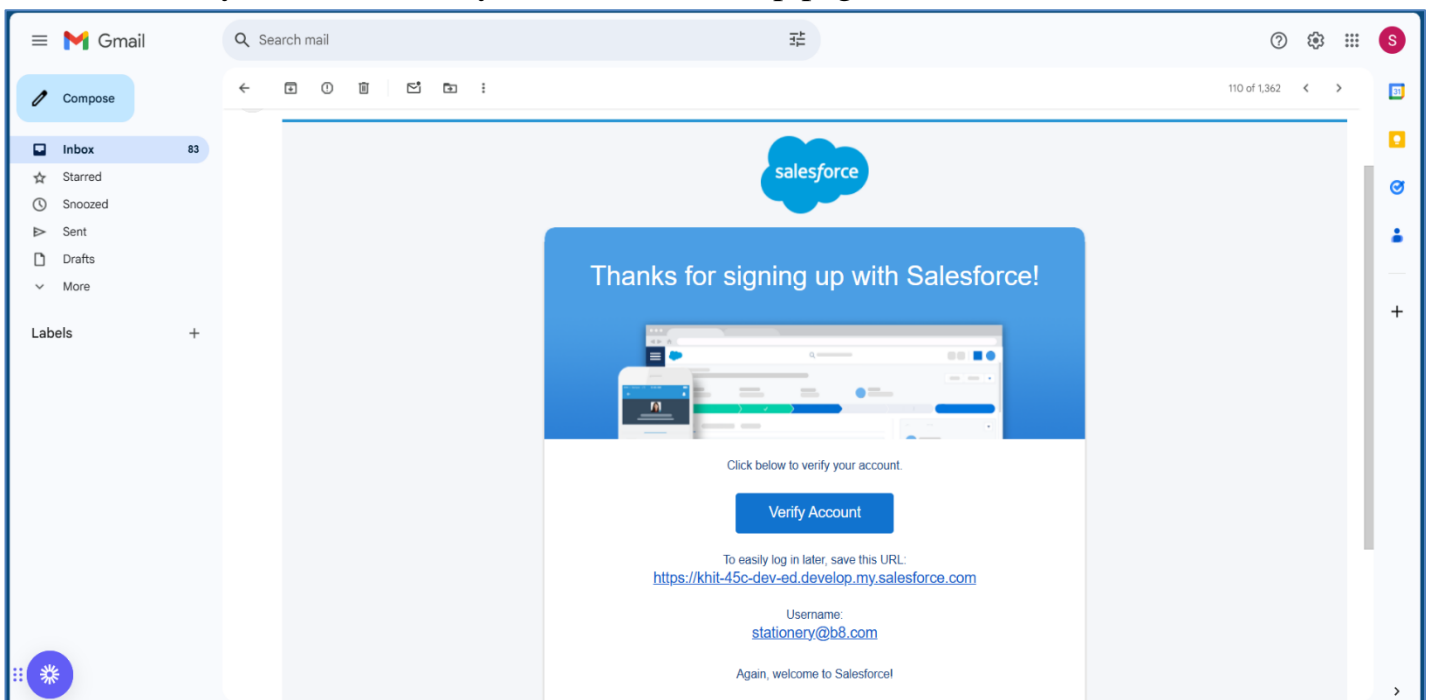 Gmail
Search mail
S
Compose
110 of 1,362
31
Inbox 83
Starred
Snoozed
Sent
Drafts
More
Labels
salesforce
Thanks for signing up with Salesforce!
Click below to verify your account.
Verify Account
To easily log in later, save this URL:
https://khit-45c-dev-ed.develop.my.salesforce.com
Username:
stationery@b8.com
Again, welcome to Salesforce!